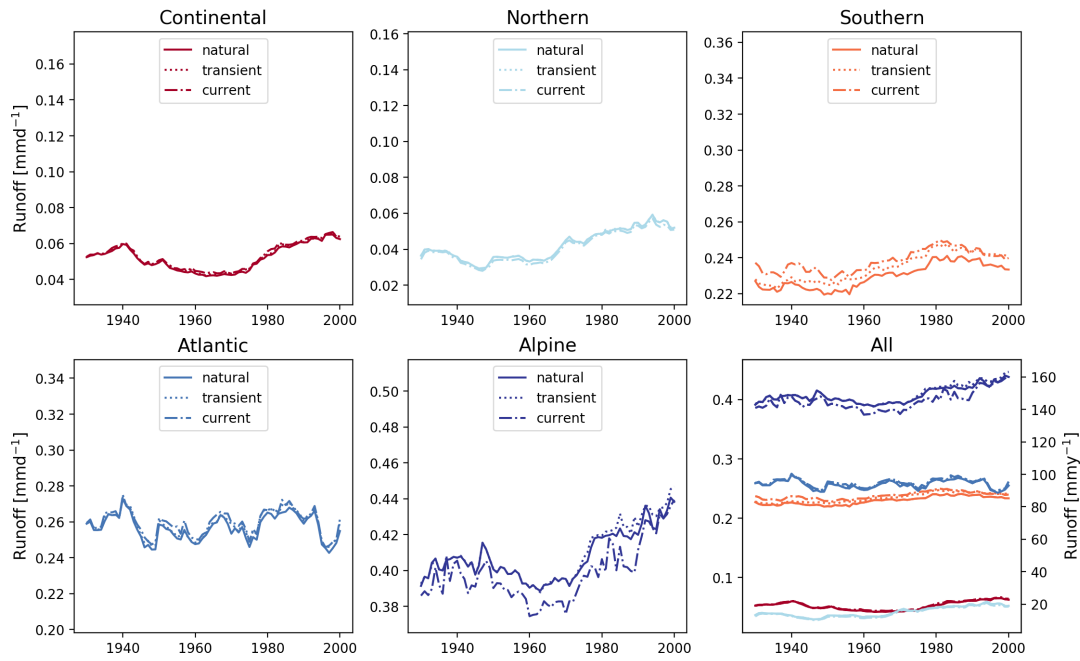 Continental
Northern
Southern
natural
transient
current
natural
transient
current
natural
transient
current
Runoff [mmd⁻¹]
0.16
0.14
0.12
0.10
0.08
0.06
0.04
0.16
0.14
0.12
0.10
0.08
0.06
0.04
0.02
0.36
0.34
0.32
0.30
0.28
0.26
0.24
0.22
1940 1960 1980 2000
1940 1960 1980 2000
1940 1960 1980 2000
Atlantic
Alpine
All
natural
transient
current
natural
transient
current
Runoff [mmd⁻¹]
0.34
0.32
0.30
0.28
0.26
0.24
0.22
0.20
0.50
0.48
0.46
0.44
0.42
0.40
0.38
0.4
0.3
0.2
0.1
160
140
120
100
80
60
40
20
Runoff [mmy⁻¹]
1940 1960 1980 2000
1940 1960 1980 2000
1940 1960 1980 2000